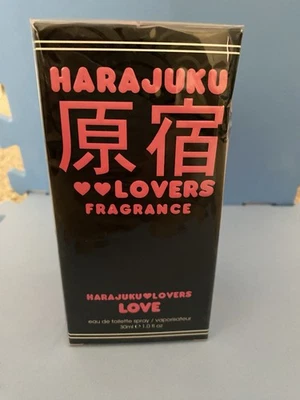 HARAJUKU
原宿
♥♥LOVERS
FRAGRANCE
HARAJUKU♥LOVERS
LOVE
eau de toilette spray / vaporisateur
30ml e 1.0 fl oz